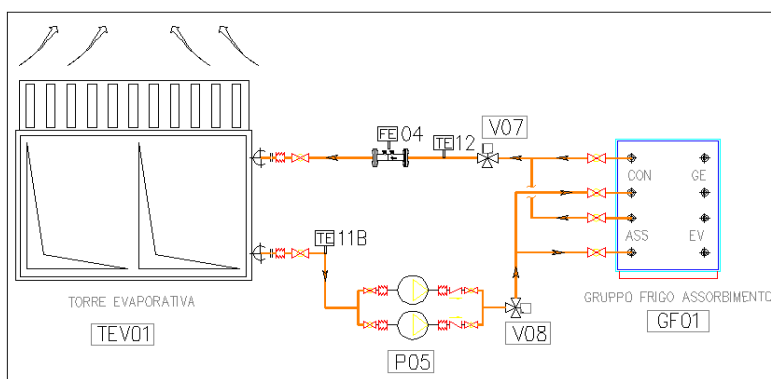 FE 04
TE 12
V07
CON
GE
ASS
EV
TE 11B
TORRE EVAPORATIVA
TEV01
P05
V08
GRUPPO FRIGO ASSORBIMENTO
GF01